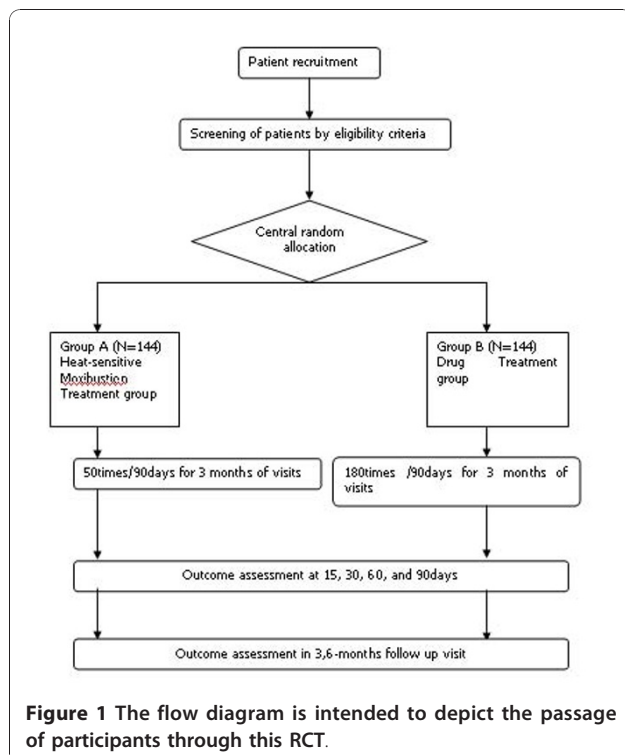 Patient recruitment
Screening of patients by eligibility criteria
Central random
allocation
Group A (N=144)
Heat-sensitive
Moxibustion
Treatment group
Group B (N=144)
Drug Treatment
group
50times/90days for 3 months of visits
180times /90days for 3 months of
visits
Outcome assessment at 15, 30, 60, and 90days
Outcome assessment in 3,6-months follow up visit
Figure 1 The flow diagram is intended to depict the passage
of participants through this RCT.